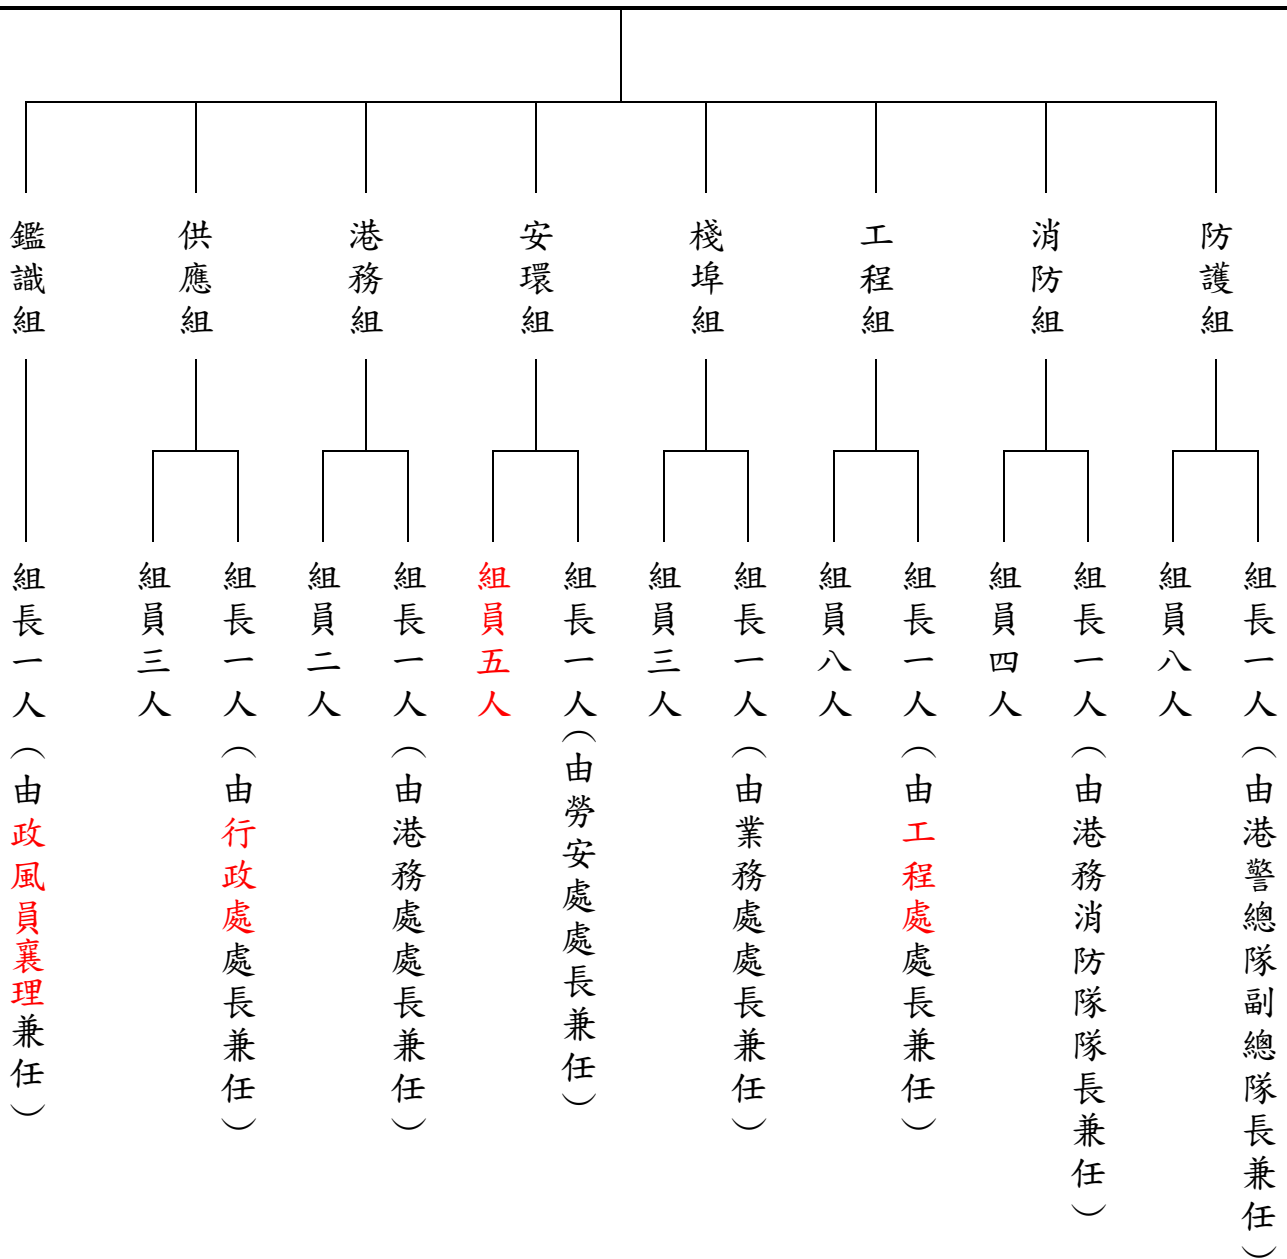 防護組
消防組
工程組
棧埠組
安環組
港務組
供應組
鑑識組
組長一人（由港警總隊副總隊長兼任）
組員八人
組長一人（由港務消防隊隊長兼任）
組員四人
組長一人（由工程處處長兼任）
組員八人
組長一人（由業務處處長兼任）
組員三人
組長一人（由勞安處處長兼任）
組員五人
組長一人（由港務處處長兼任）
組員二人
組長一人（由行政處處長兼任）
組員三人
組長一人（由政風員襄理兼任）